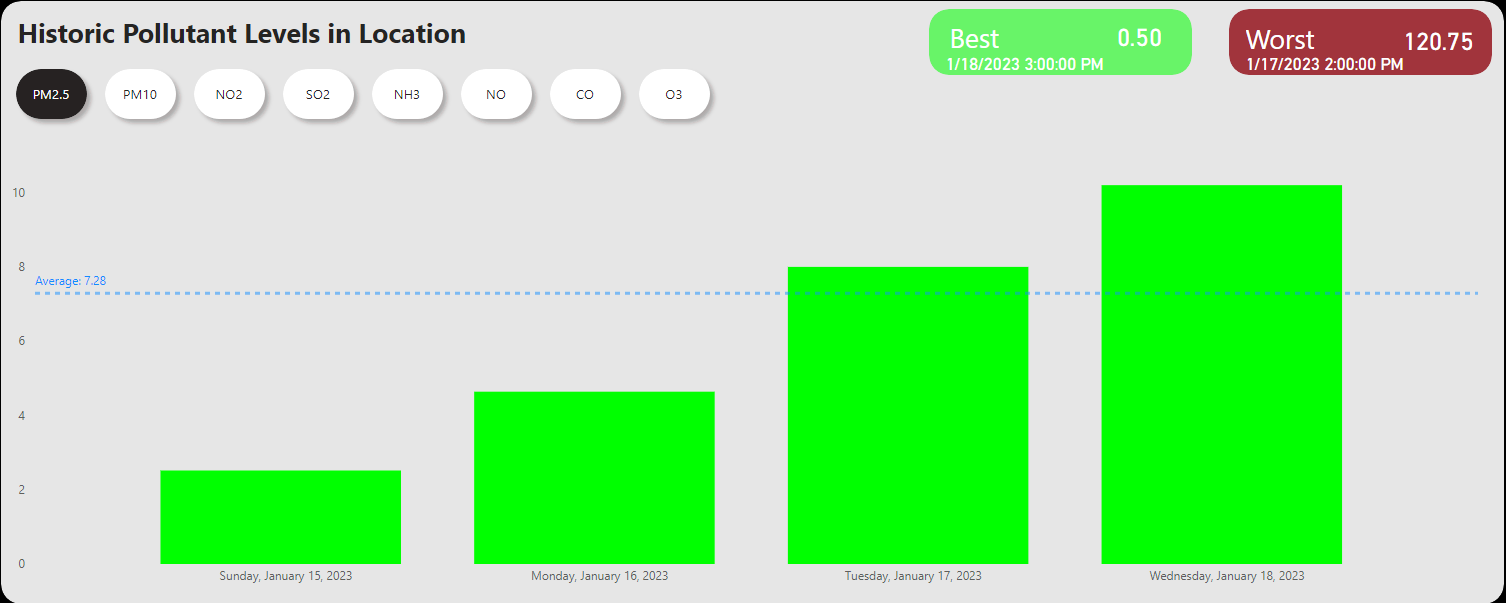 Historic Pollutant Levels in Location
Best 0.50
1/18/2023 3:00:00 PM
Worst 120.75
1/17/2023 2:00:00 PM
PM2.5 PM10 NO2 SO2 NH3 NO CO O3
10
8
Average: 7.28
6
4
2
0
Sunday, January 15, 2023 Monday, January 16, 2023 Tuesday, January 17, 2023 Wednesday, January 18, 2023